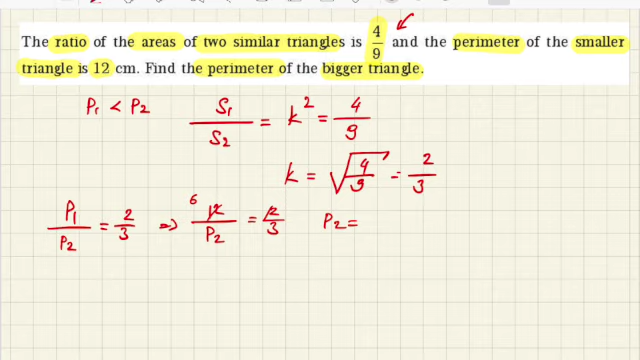 The ratio of the areas of two similar triangles is 4/9 and the perimeter of the smaller
triangle is 12 cm. Find the perimeter of the bigger triangle.
P₁ < P₂ S₁/S₂ = k² = 4/9
k = √(4/9) = 2/3
P₁/P₂ = 2/3 ⇒ 6 12/P₂ = 2/3 P₂ =